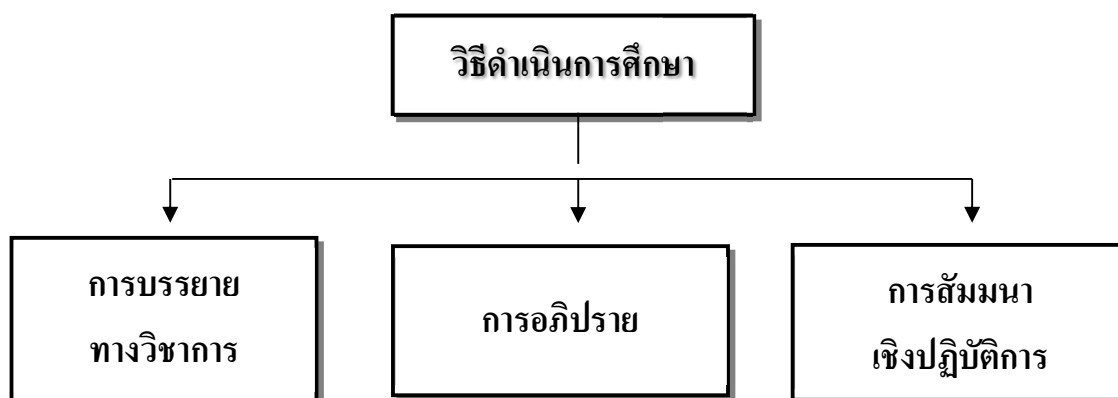 วิธีดำเนินการศึกษา
การบรรยาย
ทางวิชาการ
การอภิปราย
การสัมมนา
เชิงปฏิบัติการ